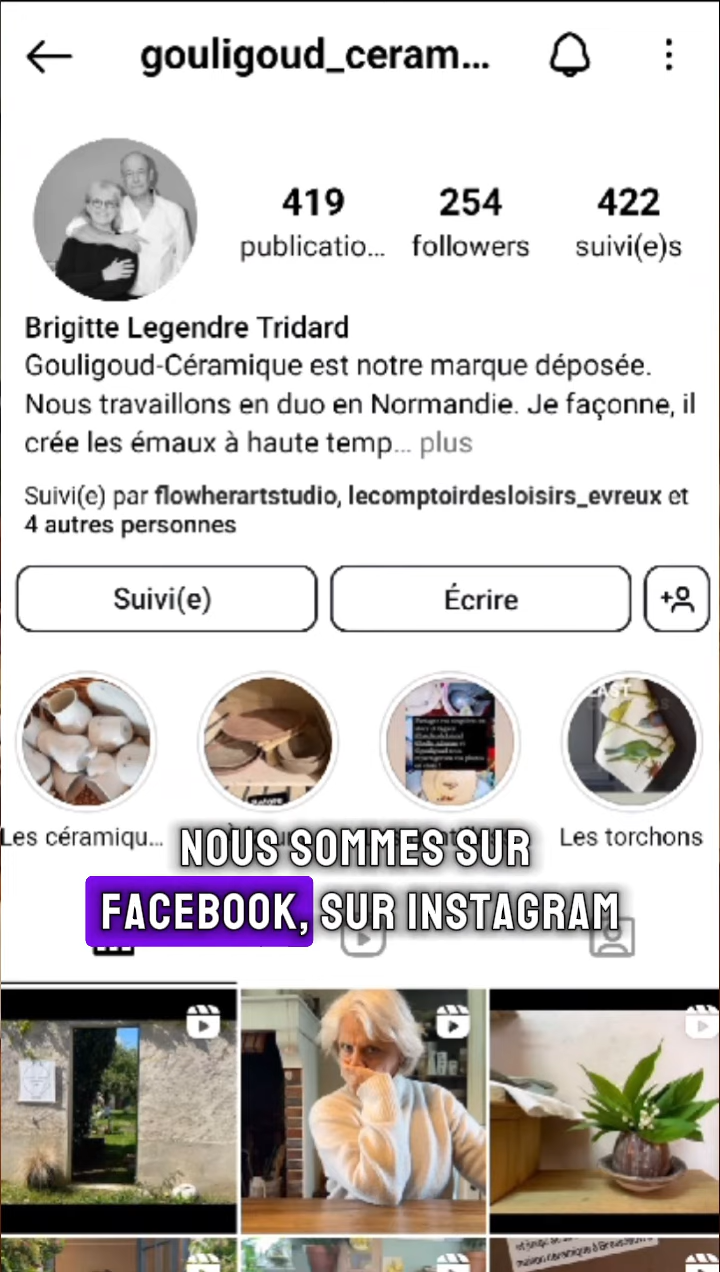 gouligoud_ceram...
419
254
422
publicatio...
followers
suivi(e)s
Brigitte Legendre Tridard
Gouligoud-Céramique est notre marque déposée.
Nous travaillons en duo en Normandie. Je façonne, il
crée les émaux à haute temp... plus
Suivi(e) par flowherartstudio, lecomptoirdesloisirs_evreux et
4 autres personnes
Suivi(e)
Écrire
Les céramiqu...
Les torchons
NOUS SOMMES SUR
FACEBOOK, SUR INSTAGRAM